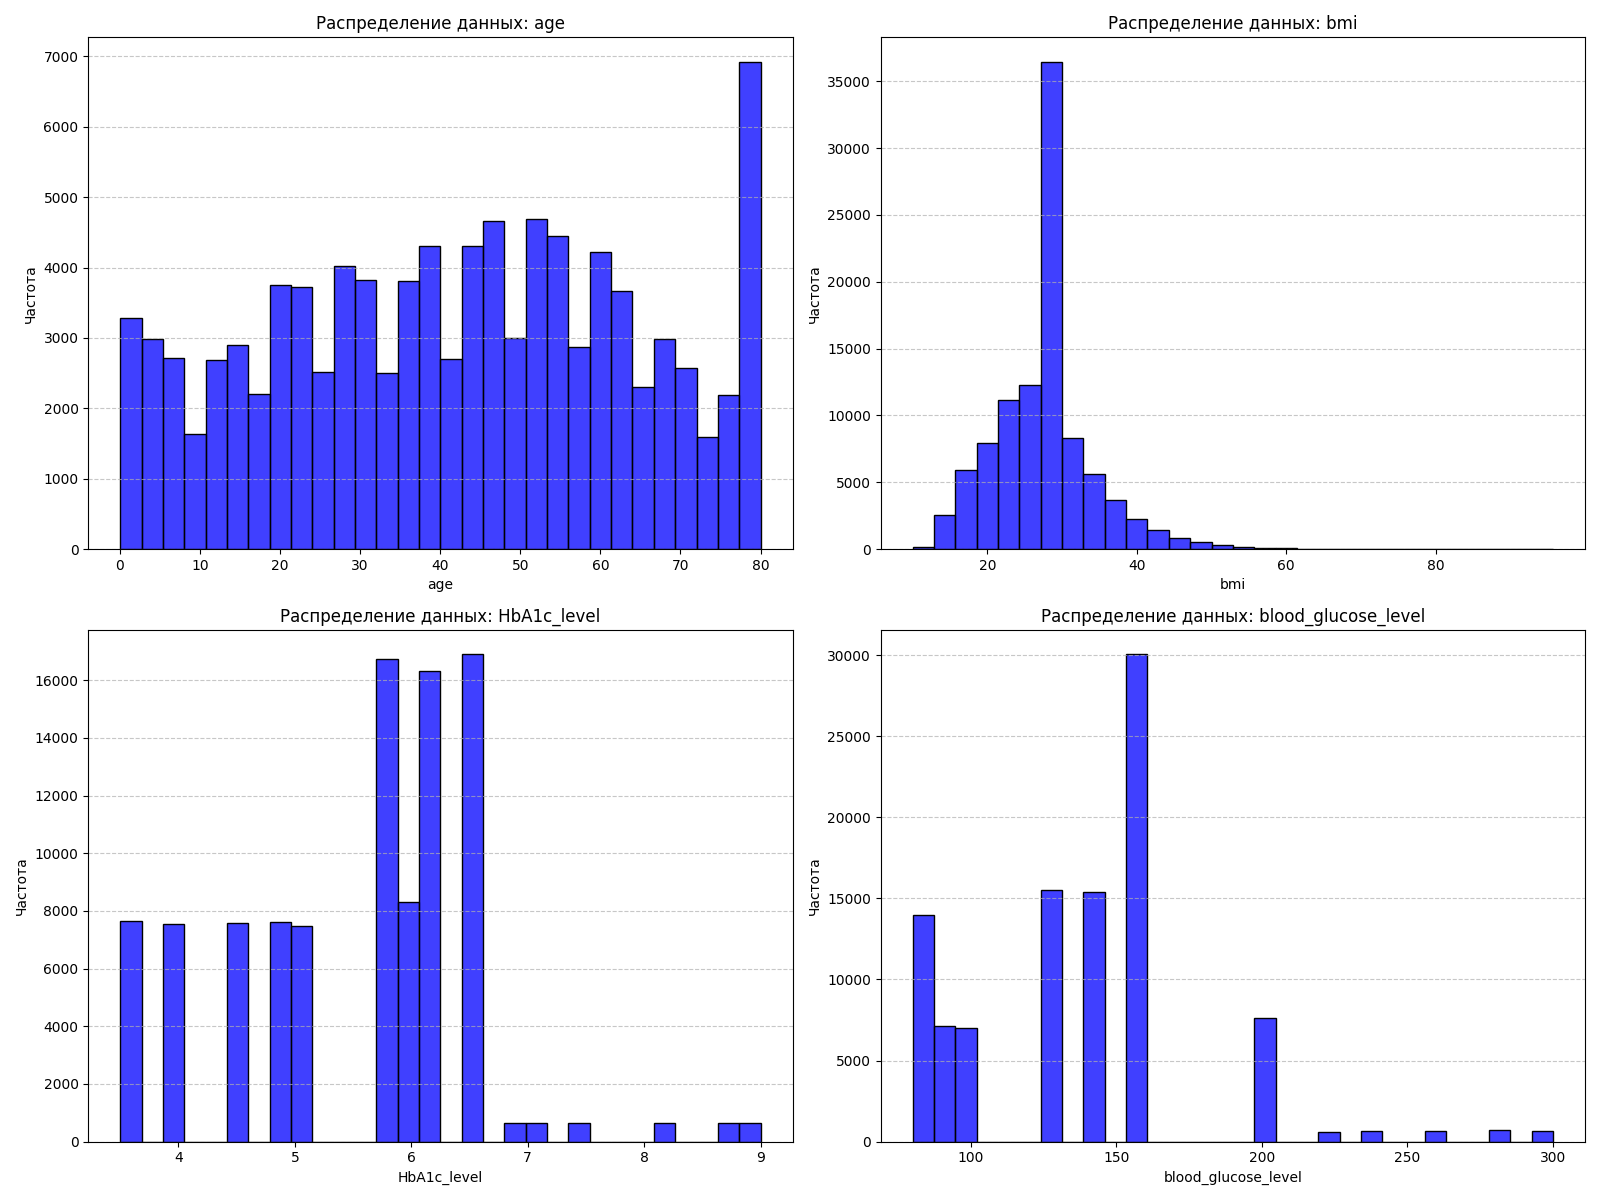 Распределение данных: age
7000
6000
5000
4000
3000
2000
1000
0
Частота
0 10 20 30 40 50 60 70 80
age
Распределение данных: bmi
35000
30000
25000
20000
15000
10000
5000
0
Частота
20 40 60 80
bmi
Распределение данных: HbA1c_level
16000
14000
12000
10000
8000
6000
4000
2000
0
Частота
4 5 6 7 8 9
HbA1c_level
Распределение данных: blood_glucose_level
30000
25000
20000
15000
10000
5000
0
Частота
100 150 200 250 300
blood_glucose_level